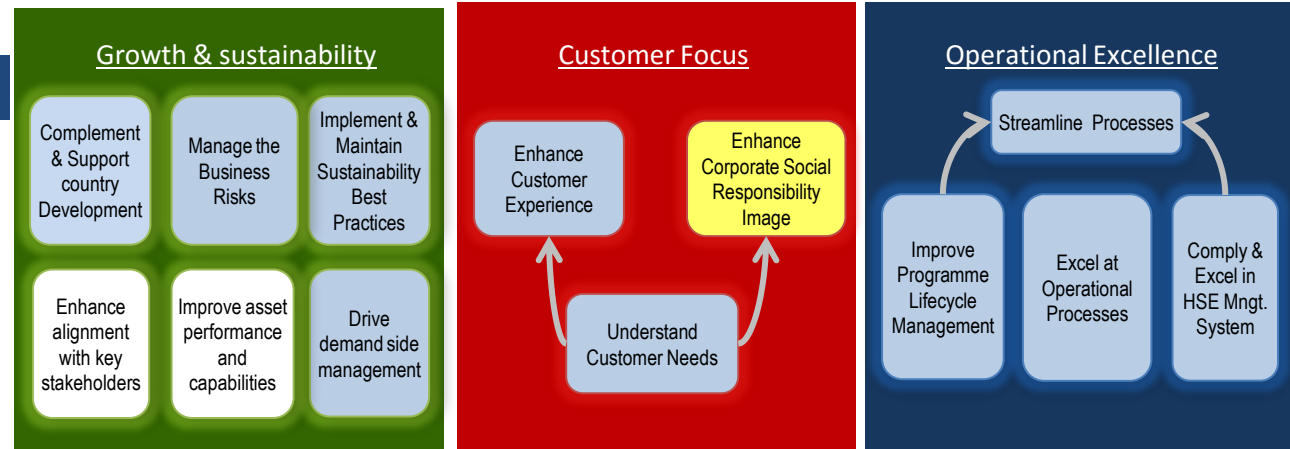 Growth & sustainability
Complement
& Support
country
Development
Manage the
Business
Risks
Implement &
Maintain
Sustainability
Best
Practices
Enhance
alignment
with key
stakeholders
Improve asset
performance
and
capabilities
Drive
demand side
management
Customer Focus
Enhance
Customer
Experience
Enhance
Corporate Social
Responsibility
Image
Understand
Customer Needs
Operational Excellence
Streamline Processes
Improve
Programme
Lifecycle
Management
Excel at
Operational
Processes
Comply &
Excel in
HSE Mngt.
System